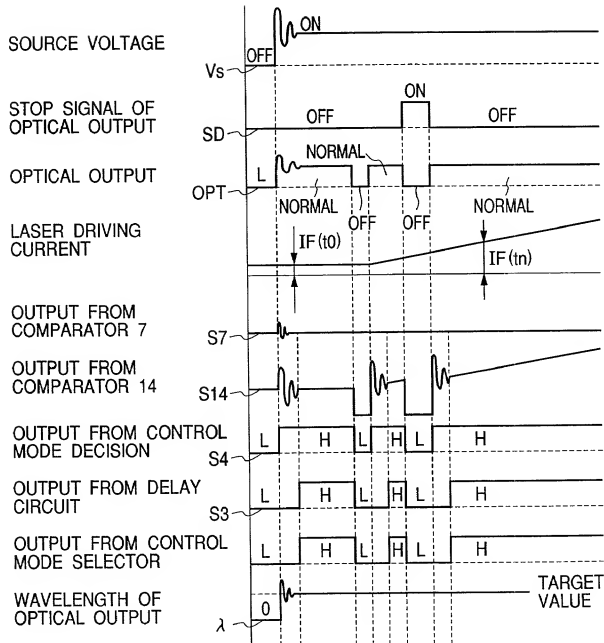 SOURCE VOLTAGE
OFF
ON
Vs
STOP SIGNAL OF
OPTICAL OUTPUT
OFF
ON
OFF
SD
OPTICAL OUTPUT
L
NORMAL
OPT
NORMAL
OFF
OFF
NORMAL
LASER DRIVING
CURRENT
IF(t0)
IF(tn)
OUTPUT FROM
COMPARATOR 7
S7
OUTPUT FROM
COMPARATOR 14
S14
OUTPUT FROM CONTROL
MODE DECISION
L H L H L H
S4
OUTPUT FROM DELAY
CIRCUIT
L H L H L H
S3
OUTPUT FROM CONTROL
MODE SELECTOR
L H L H L H
WAVELENGTH OF
OPTICAL OUTPUT
0
λ
TARGET
VALUE